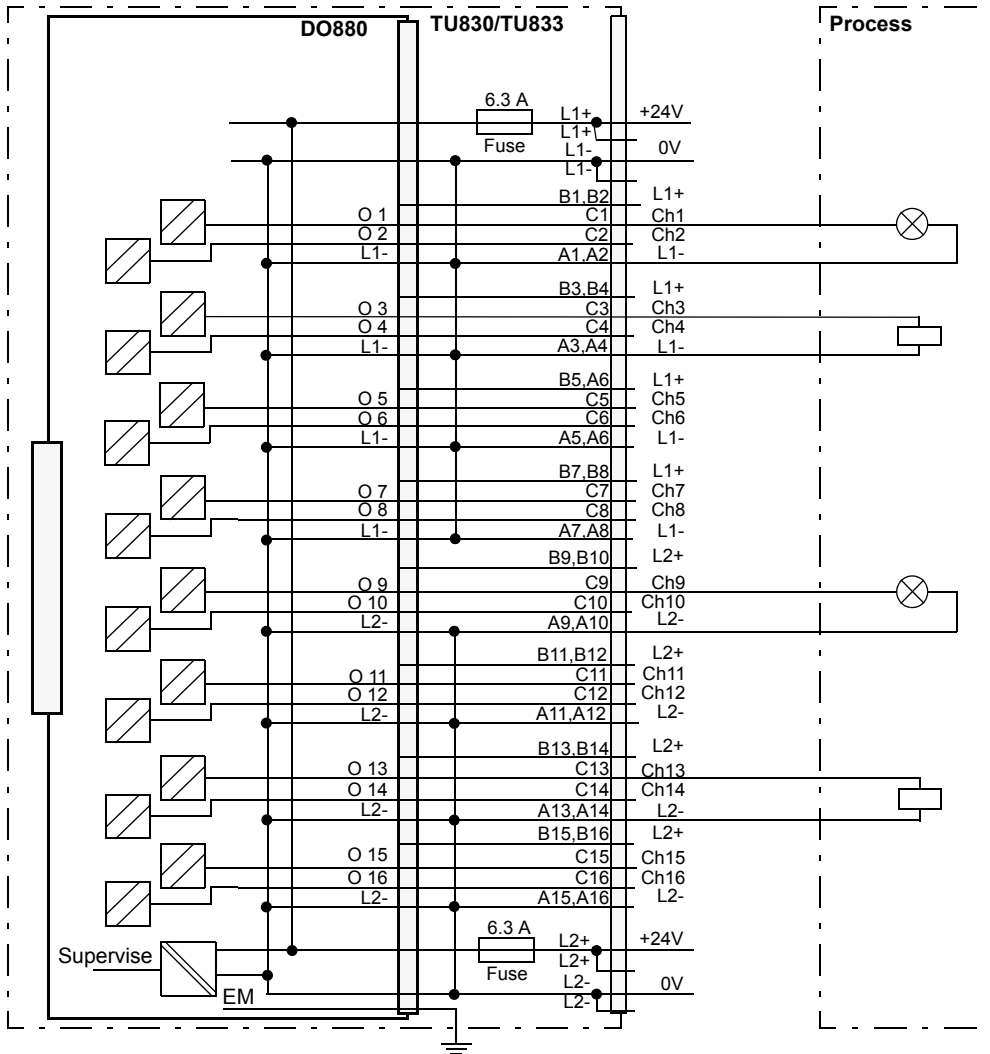 DO880 TU830/TU833 Process
6.3 A L1+ +24V
L1+
Fuse L1- 0V
L1-
B1,B2 L1+
O 1 C1 Ch1
O 2 C2 Ch2
L1- A1,A2 L1-
B3,B4 L1+
O 3 C3 Ch3
O 4 C4 Ch4
L1- A3,A4 L1-
B5,A6 L1+
O 5 C5 Ch5
O 6 C6 Ch6
L1- A5,A6 L1-
B7,B8 L1+
O 7 C7 Ch7
O 8 C8 Ch8
L1- A7,A8 L1-
B9,B10 L2+
O 9 C9 Ch9
O 10 C10 Ch10
L2- A9,A10 L2-
B11,B12 L2+
O 11 C11 Ch11
O 12 C12 Ch12
L2- A11,A12 L2-
B13,B14 L2+
O 13 C13 Ch13
O 14 C14 Ch14
L2- A13,A14 L2-
B15,B16 L2+
O 15 C15 Ch15
O 16 C16 Ch16
L2- A15,A16 L2-
6.3 A L2+ +24V
Supervise L2+
Fuse L2- 0V
EM L2-